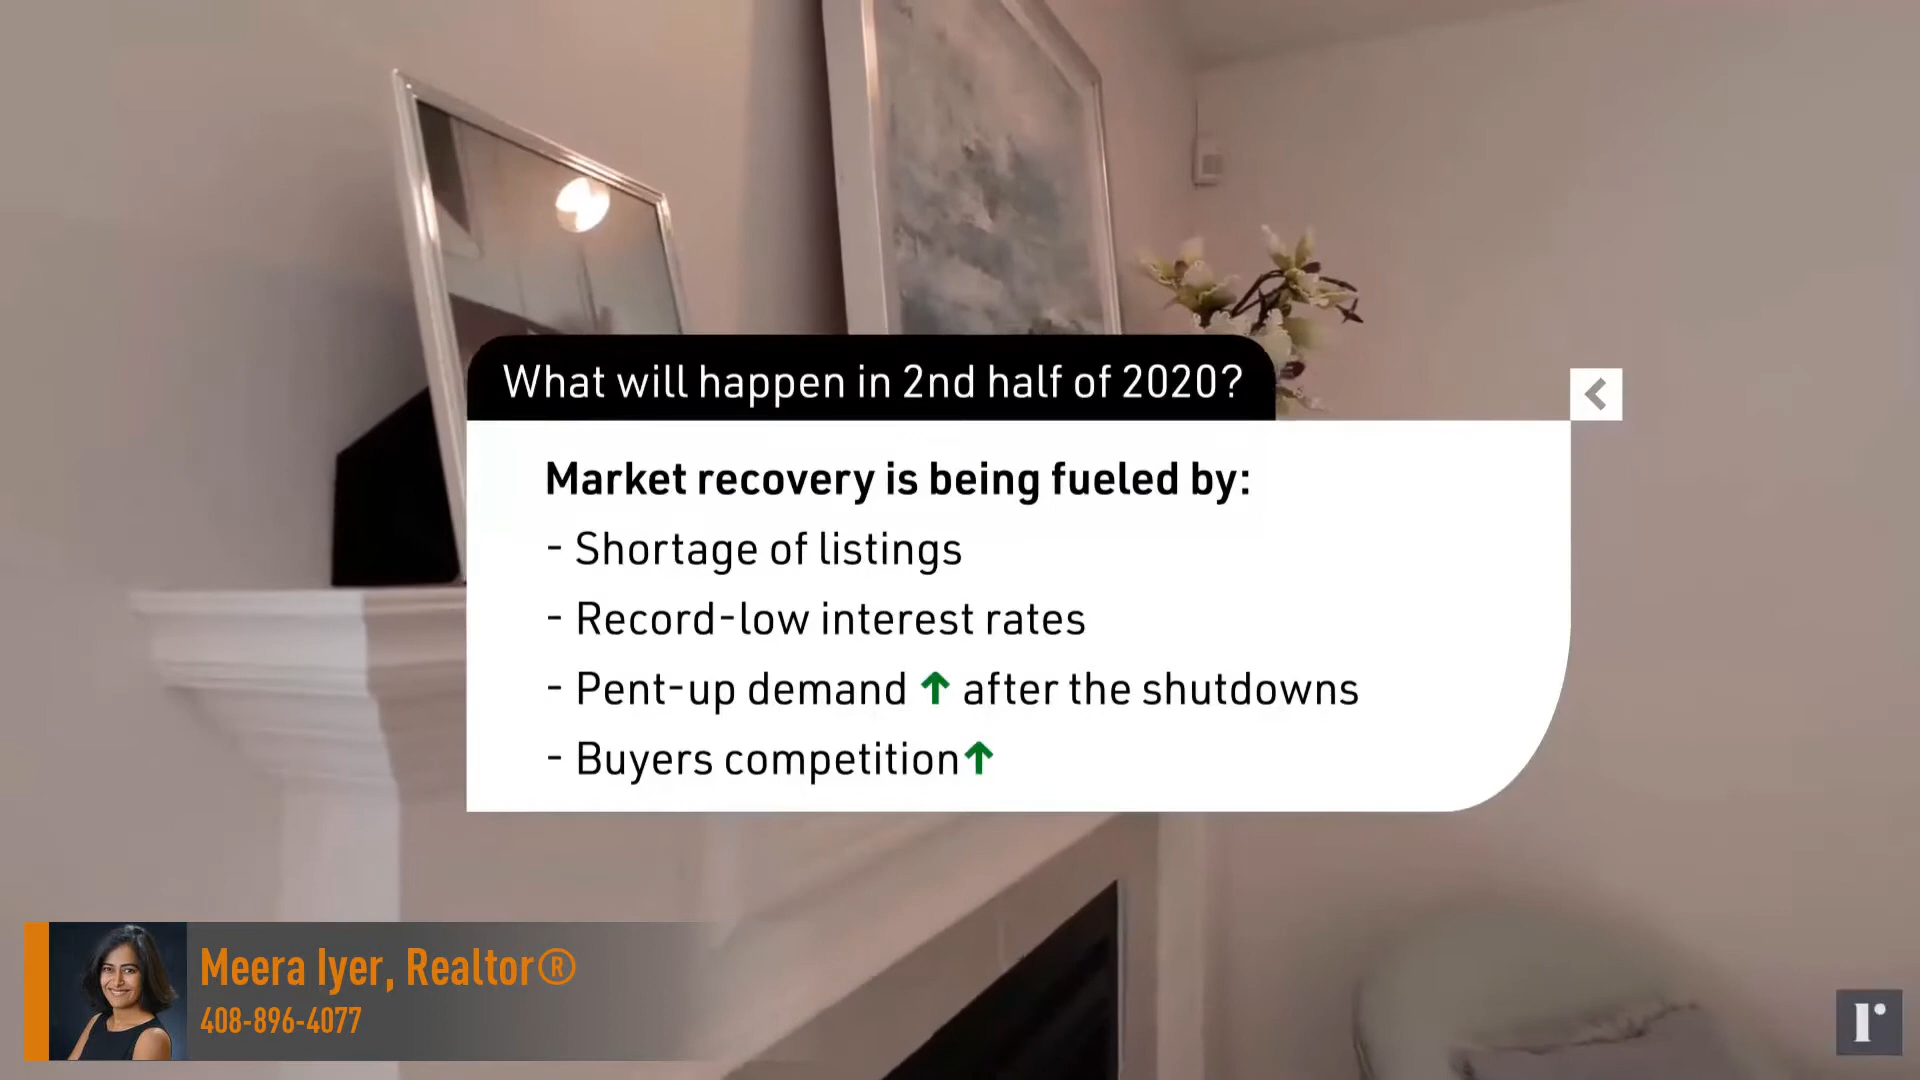 What will happen in 2nd half of 2020?
Market recovery is being fueled by:
- Shortage of listings
- Record-low interest rates
- Pent-up demand ↑ after the shutdowns
- Buyers competition↑
Meera Iyer, Realtor®
408-896-4077
r